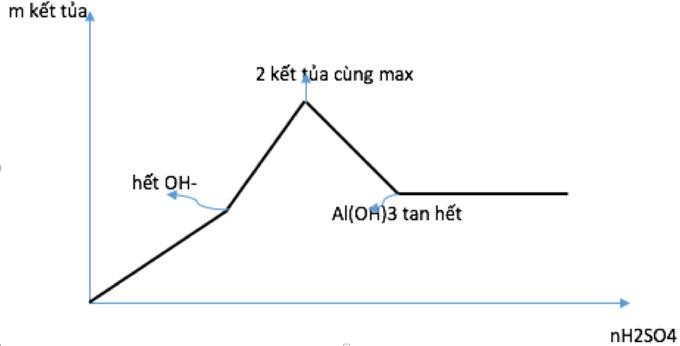 m kết tủa
2 kết tủa cùng max
hết OH-
Al(OH)3 tan hết
nH2SO4